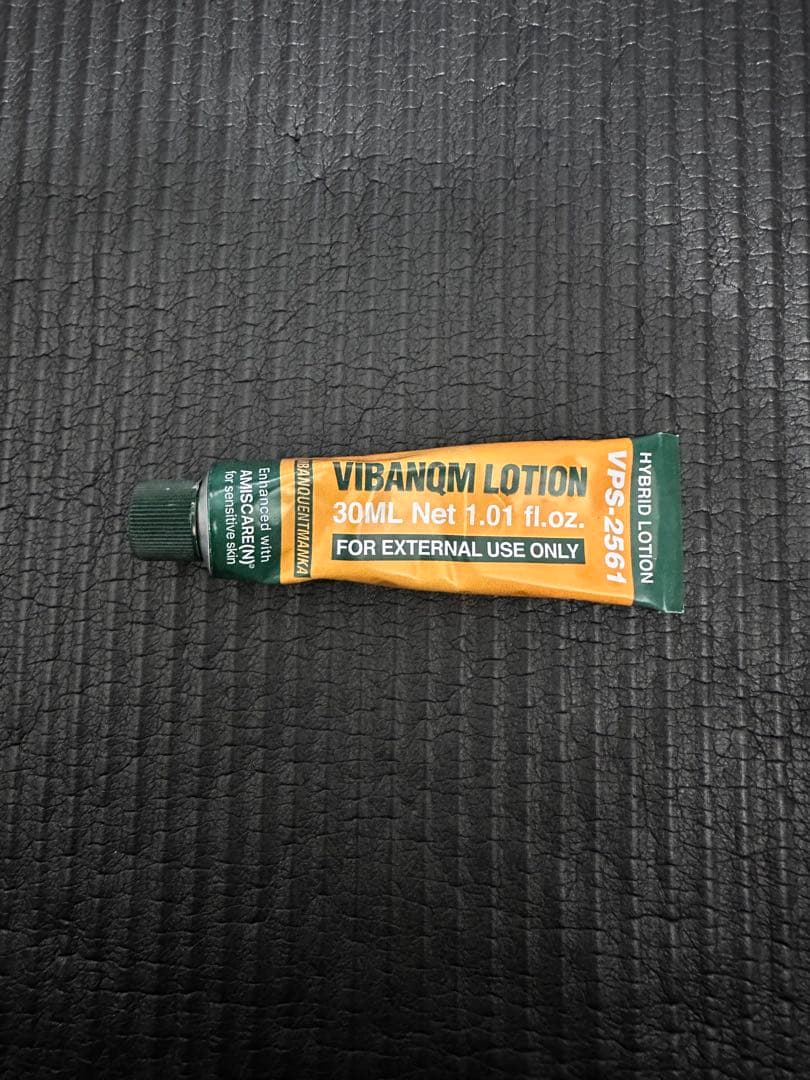 Enhanced with
AMISCARE(N)®
for sensitive skin
BANQUENTMANKA
VIBANQM LOTION
30ML Net 1.01 fl.oz.
FOR EXTERNAL USE ONLY
VPS-2561
HYBRID LOTION